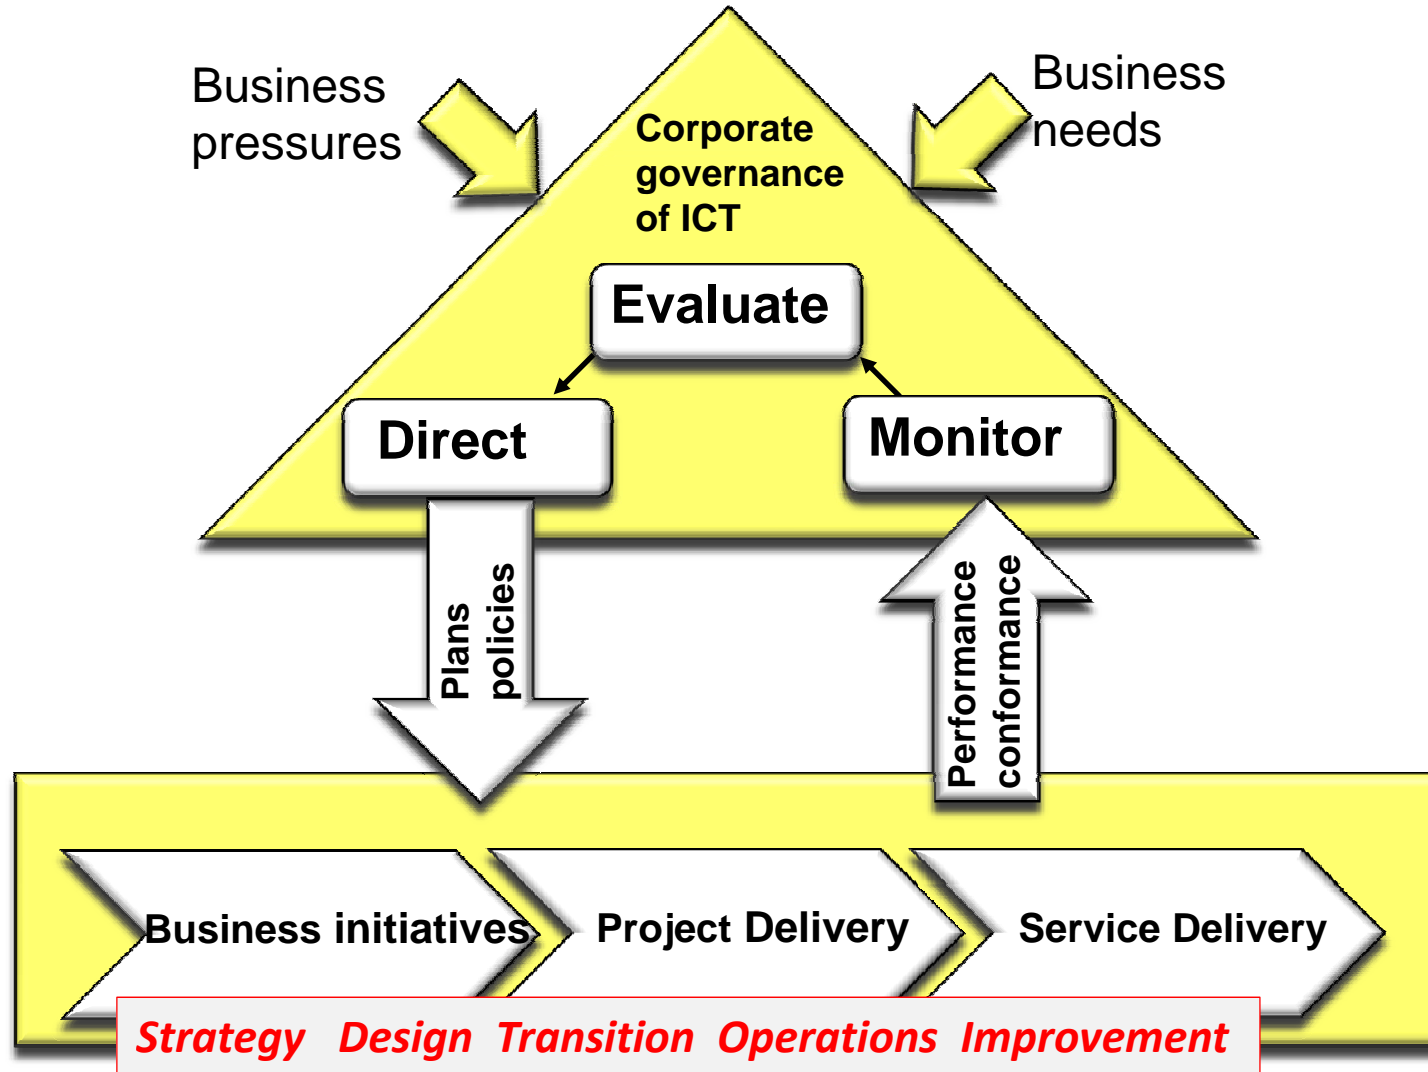 Business
pressures
Business
needs
Corporate
governance
of ICT
Evaluate
Direct
Monitor
Plans
policies
Performance
conformance
Business initiatives
Project Delivery
Service Delivery
Strategy Design Transition Operations Improvement